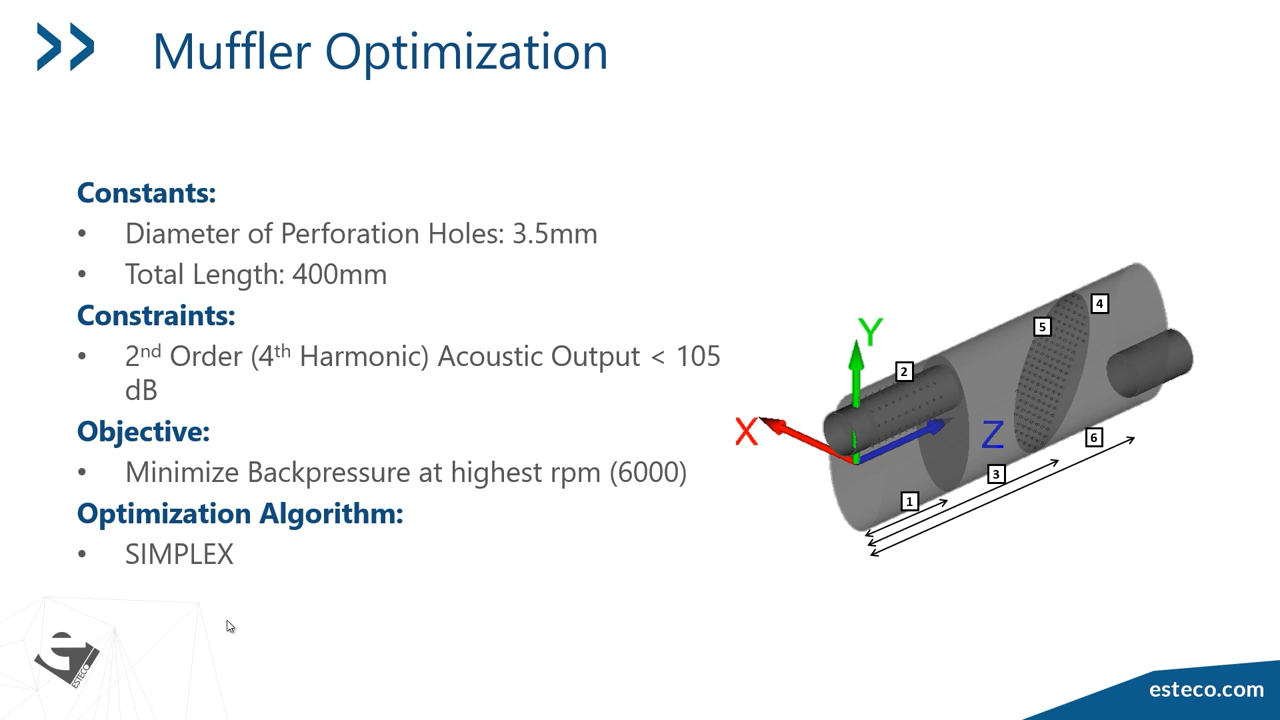 Muffler Optimization
Constants:
• Diameter of Perforation Holes: 3.5mm
• Total Length: 400mm
Constraints:
• 2nd Order (4th Harmonic) Acoustic Output < 105
dB
Objective:
• Minimize Backpressure at highest rpm (6000)
Optimization Algorithm:
• SIMPLEX
Y
X
Z
2
5
4
1
3
6
ESTECO
esteco.com